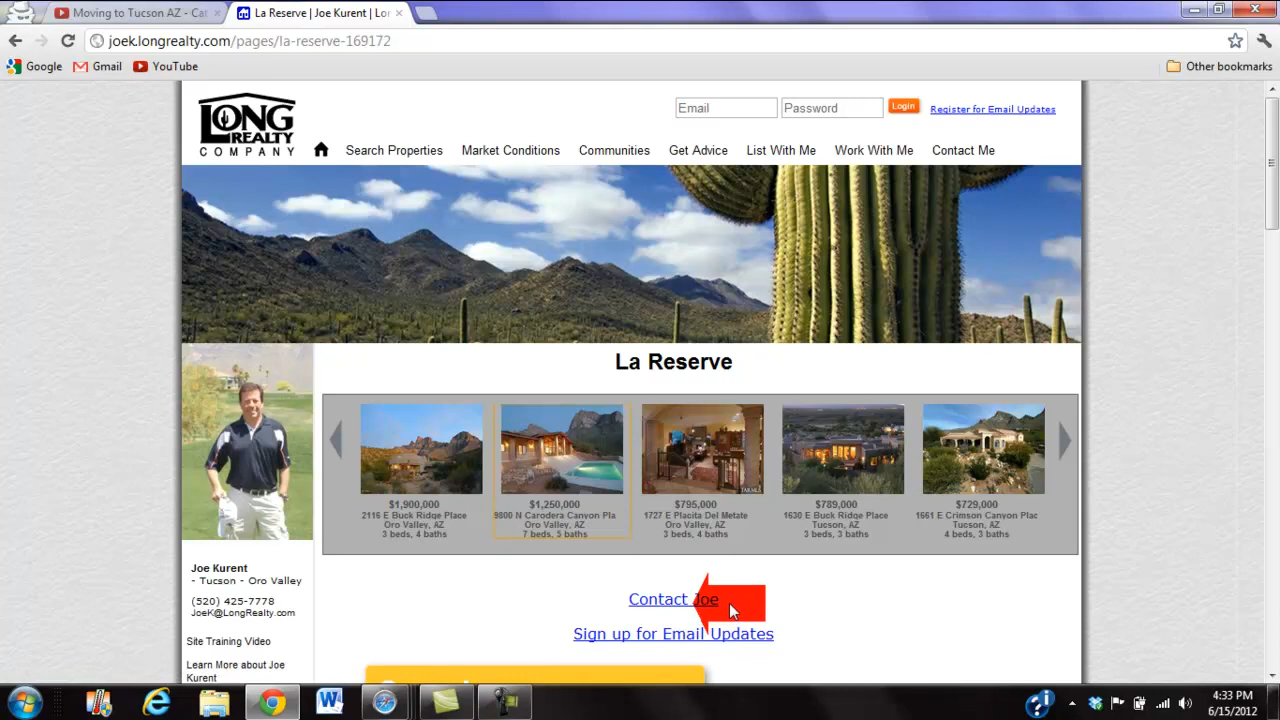 Moving to Tucson AZ - Cat
La Reserve | Joe Kurent | Lor
joek.longrealty.com/pages/la-reserve-169172
Google Gmail YouTube Other bookmarks
LONG
REALTY
COMPANY
Email Password Login Register for Email Updates
Search Properties Market Conditions Communities Get Advice List With Me Work With Me Contact Me
La Reserve
$1,900,000
2116 E Buck Ridge Place
Oro Valley, AZ
3 beds, 4 baths
$1,250,000
9800 N Carodera Canyon Pla
Oro Valley, AZ
7 beds, 5 baths
$795,000
1727 E Placita Del Metate
Oro Valley, AZ
3 beds, 4 baths
$789,000
1630 E Buck Ridge Place
Tucson, AZ
3 beds, 3 baths
$729,000
1661 E Crimson Canyon Plac
Tucson, AZ
4 beds, 3 baths
Joe Kurent
- Tucson - Oro Valley
(520) 425-7778
JoeK@LongRealty.com
Site Training Video
Learn More about Joe
Kurent
Contact Joe
Sign up for Email Updates
4:33 PM
6/15/2012